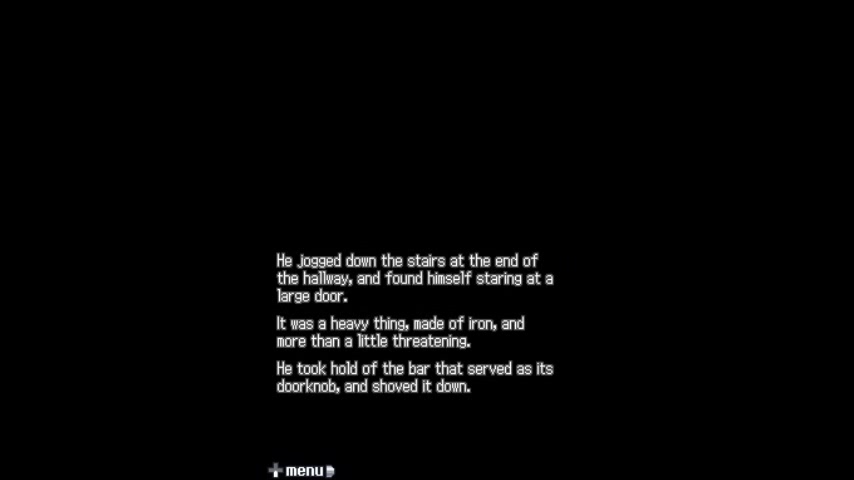 He jogged down the stairs at the end of
the hallway, and found himself staring at a
large door.
It was a heavy thing, made of iron, and
more than a little threatening.
He took hold of the bar that served as its
doorknob, and shoved it down.
menu